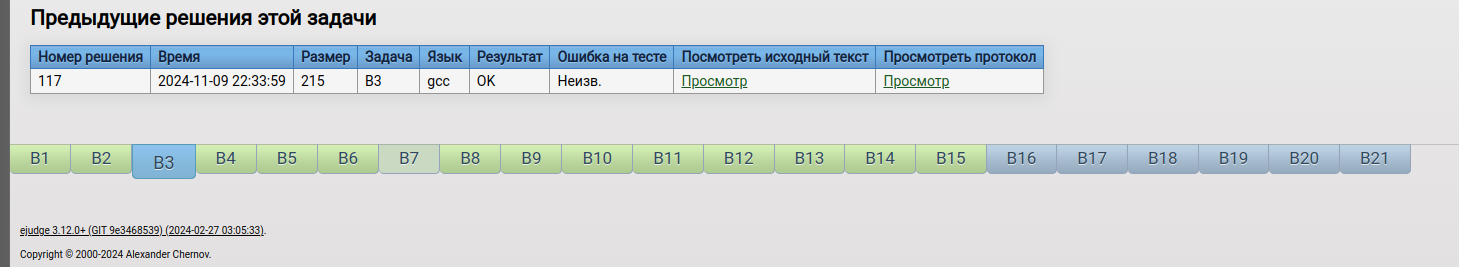 Предыдущие решения этой задачи
Номер решения Время Размер Задача Язык Результат Ошибка на тесте Посмотреть исходный текст Просмотреть протокол
117 2024-11-09 22:33:59 215 B3 gcc OK Неизв. Просмотр Просмотр
B1 B2 B3 B4 B5 B6 B7 B8 B9 B10 B11 B12 B13 B14 B15 B16 B17 B18 B19 B20 B21
ejudge 3.12.0+ (GIT 9e3468539) (2024-02-27 03:05:33).
Copyright © 2000-2024 Alexander Chernov.